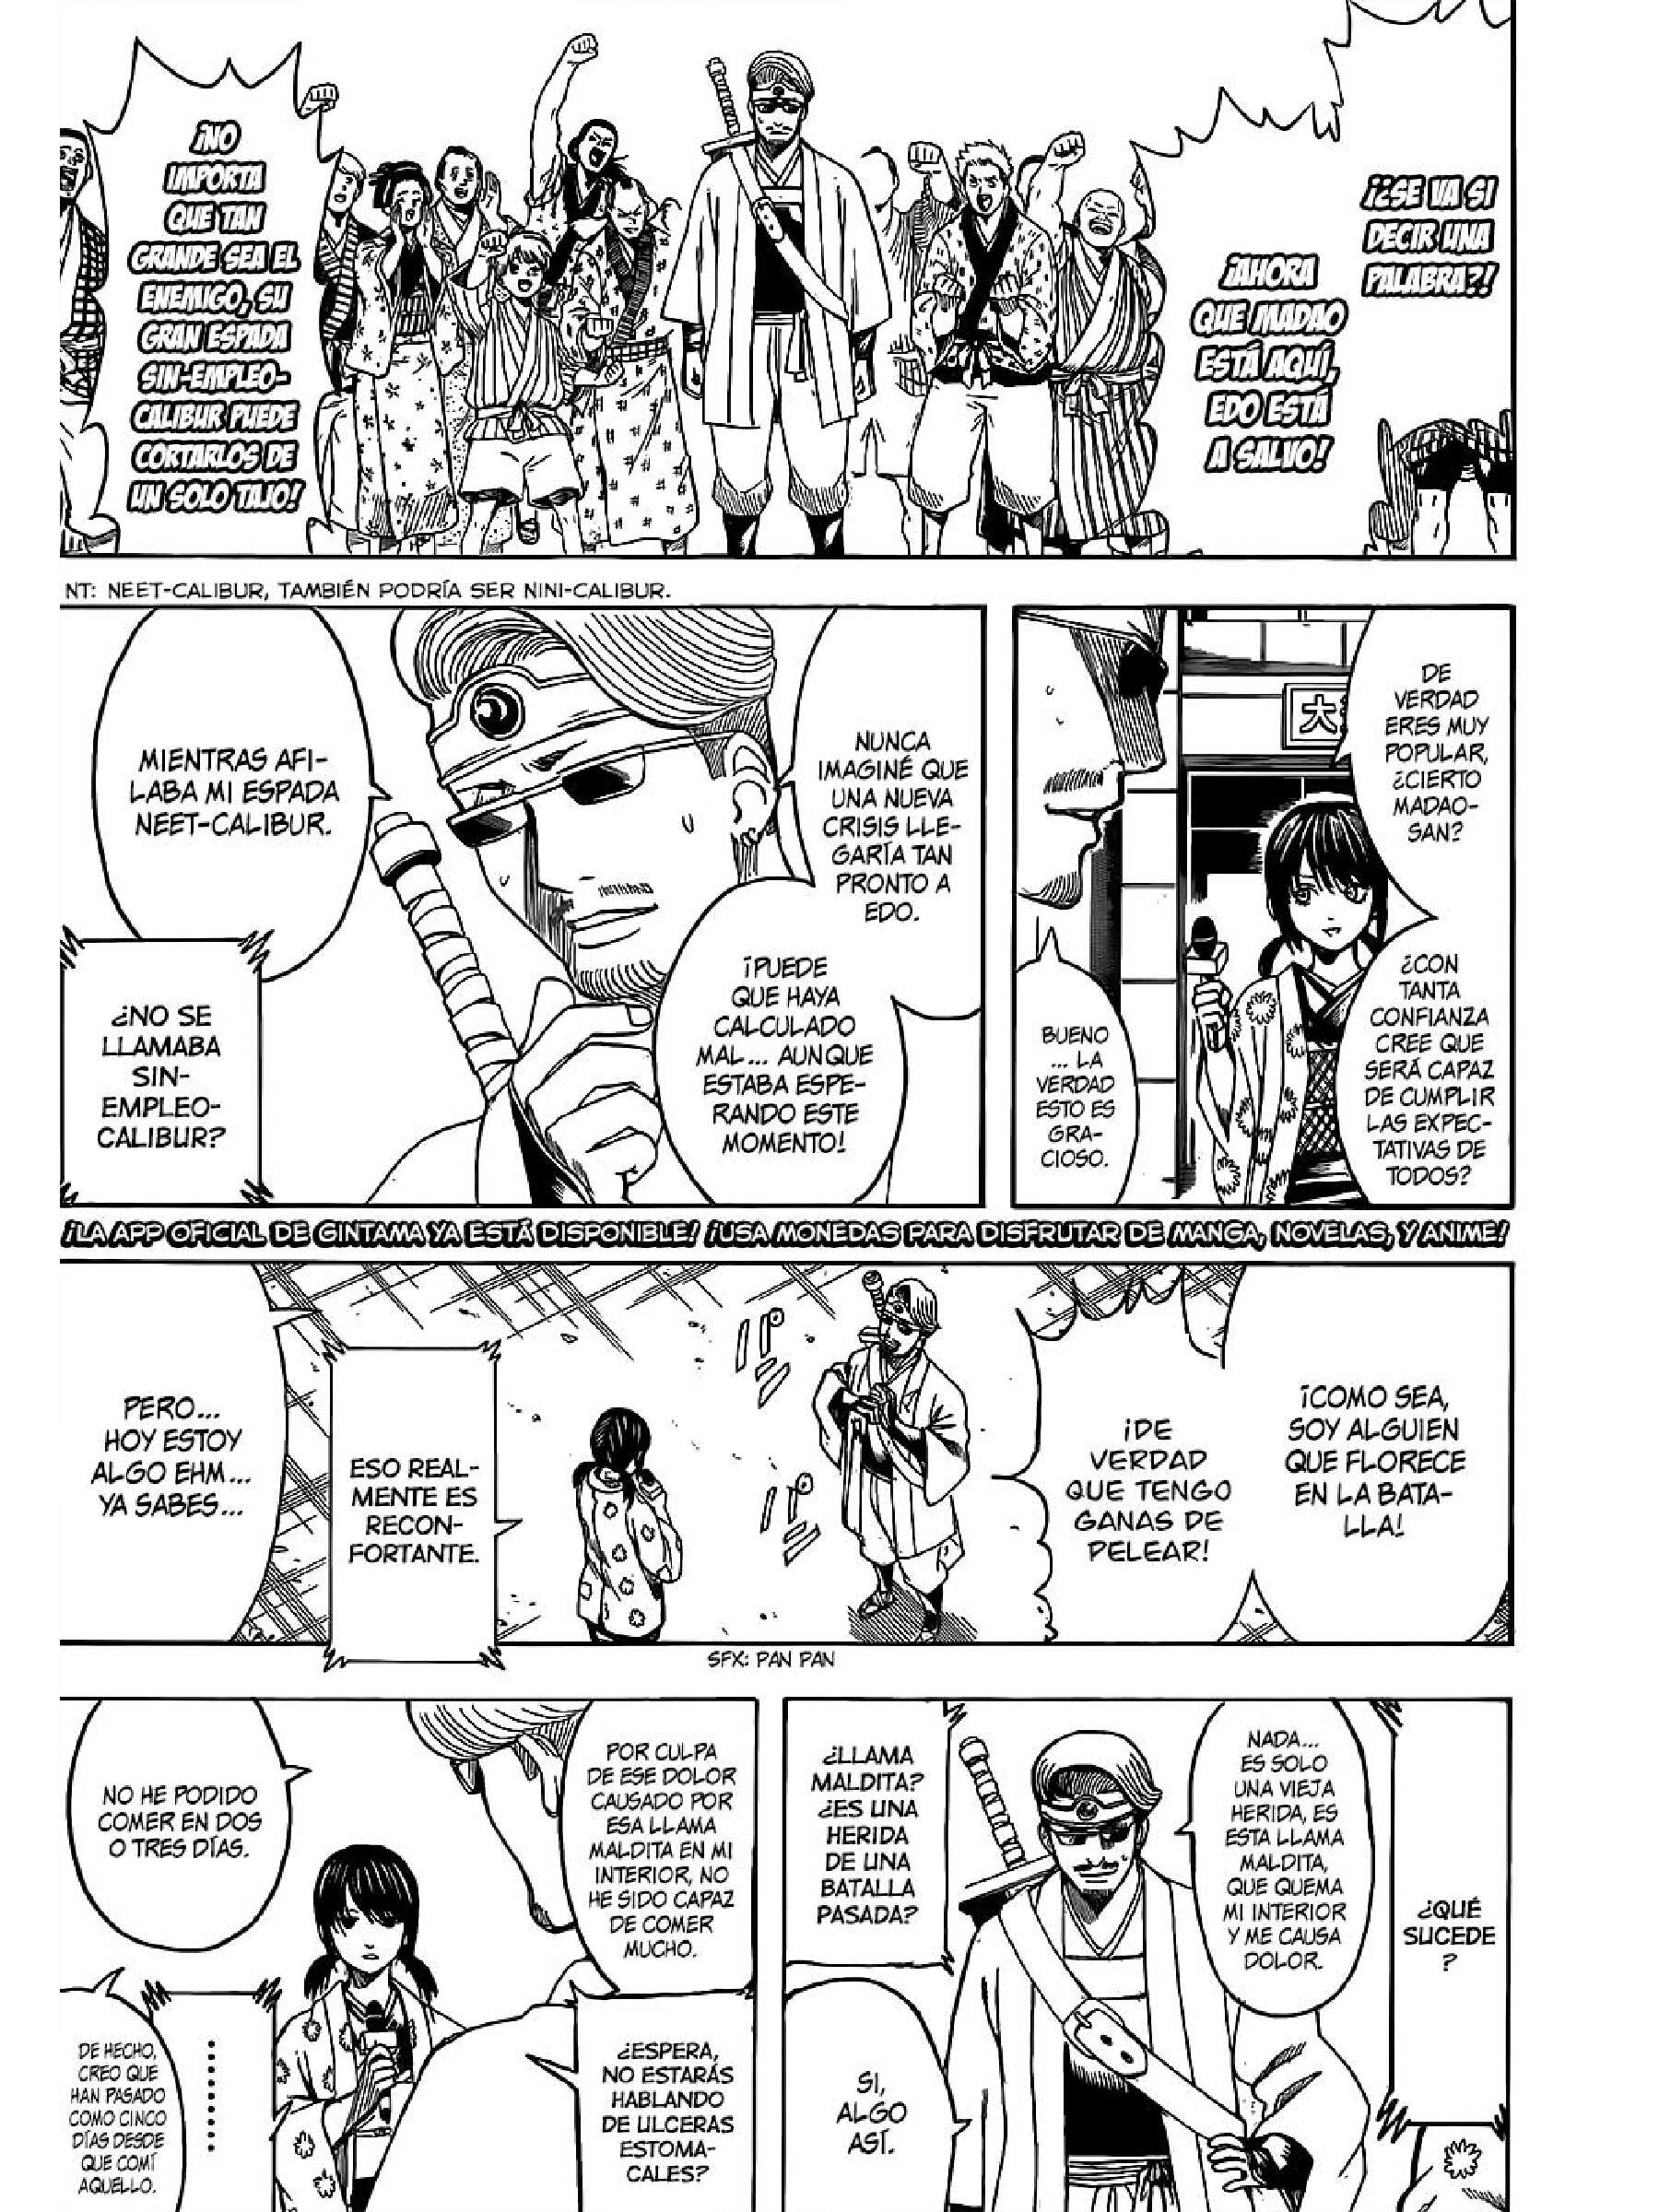 ¡¿SE VA SI
DECIR UNA
PALABRA?!
¡AHORA
QUE MADAO
ESTÁ AQUÍ,
EDO ESTÁ
A SALVO!
¡NO
IMPORTA
QUE TAN
GRANDE SEA EL
ENEMIGO, SU
GRAN ESPADA
SIN-EMPLEO-
CALIBUR PUEDE
CORTARLOS DE
UN SOLO TAJO!
NT: NEET-CALIBUR, TAMBIÉN PODRÍA SER NINI-CALIBUR.
DE
VERDAD
ERES MUY
POPULAR,
¿CIERTO
MADAO-
SAN?
大
¿CON
TANTA
CONFIANZA
CREE QUE
SERÁ CAPAZ
DE CUMPLIR
LAS EXPEC-
TATIVAS DE
TODOS?
BUENO
... LA
VERDAD
ESTO ES
GRA-
CIOSO.
NUNCA
IMAGINÉ QUE
UNA NUEVA
CRISIS LLE-
GARÍA TAN
PRONTO A
EDO.
¡PUEDE
QUE HAYA
CALCULADO
MAL... AUNQUE
ESTABA ESPE-
RANDO ESTE
MOMENTO!
MIENTRAS AFI-
LABA MI ESPADA
NEET-CALIBUR.
¿NO SE
LLAMABA
SIN-
EMPLEO-
CALIBUR?
¡LA APP OFICIAL DE GINTAMA YA ESTÁ DISPONIBLE! ¡USA MONEDAS PARA DISFRUTAR DE MANGA, NOVELAS, Y ANIME!
¡COMO SEA,
SOY ALGUIEN
QUE FLORECE
EN LA BATA-
LLA!
¡DE
VERDAD
QUE TENGO
GANAS DE
PELEAR!
パン
パン
ESO REAL-
MENTE ES
RECON-
FORTANTE.
PERO...
HOY ESTOY
ALGO EHM...
YA SABES...
SFX: PAN PAN
¿QUÉ
SUCEDE
?
NADA...
ES SOLO
UNA VIEJA
HERIDA, ES
ESTA LLAMA
MALDITA,
QUE QUEMA
MI INTERIOR
Y ME CAUSA
DOLOR.
¿LLAMA
MALDITA?
¿ES UNA
HERIDA
DE UNA
BATALLA
PASADA?
SI,
ALGO
ASÍ.
POR CULPA
DE ESE DOLOR
CAUSADO POR
ESA LLAMA
MALDITA EN MI
INTERIOR, NO
HE SIDO CAPAZ
DE COMER
MUCHO.
¿ESPERA,
NO ESTARÁS
HABLANDO
DE ULCERAS
ESTOMA-
CALES?
NO HE PODIDO
COMER EN DOS
O TRES DÍAS.
........
DE HECHO,
CREO QUE
HAN PASADO
COMO CINCO
DÍAS DESDE
QUE COMÍ
AQUELLO.